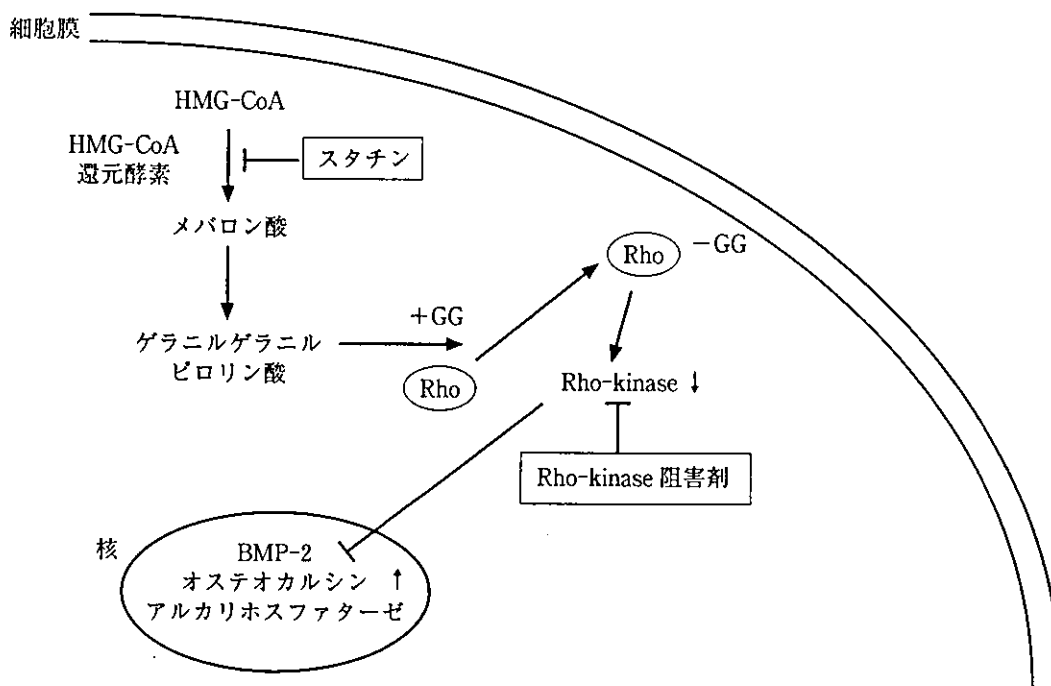 細胞膜
HMG-CoA
HMG-CoA
還元酵素
スタチン
メバロン酸
ゲラニルゲラニル
ピロリン酸
+GG
Rho
Rho
-GG
Rho-kinase ↓
Rho-kinase 阻害剤
核
BMP-2
オステオカルシン ↑
アルカリホスファターゼ